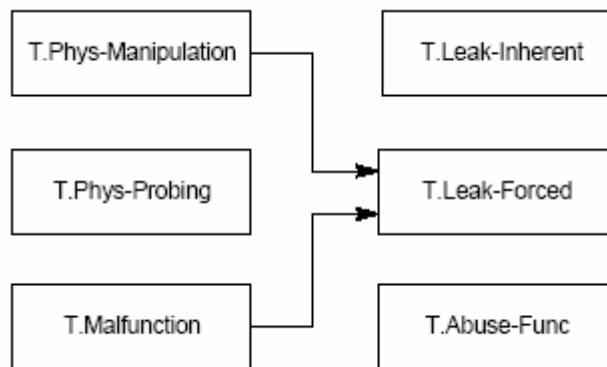 T.Phys-Manipulation
T.Leak-Inherent
T.Phys-Probing
T.Leak-Forced
T.Malfunction
T.Abuse-Func